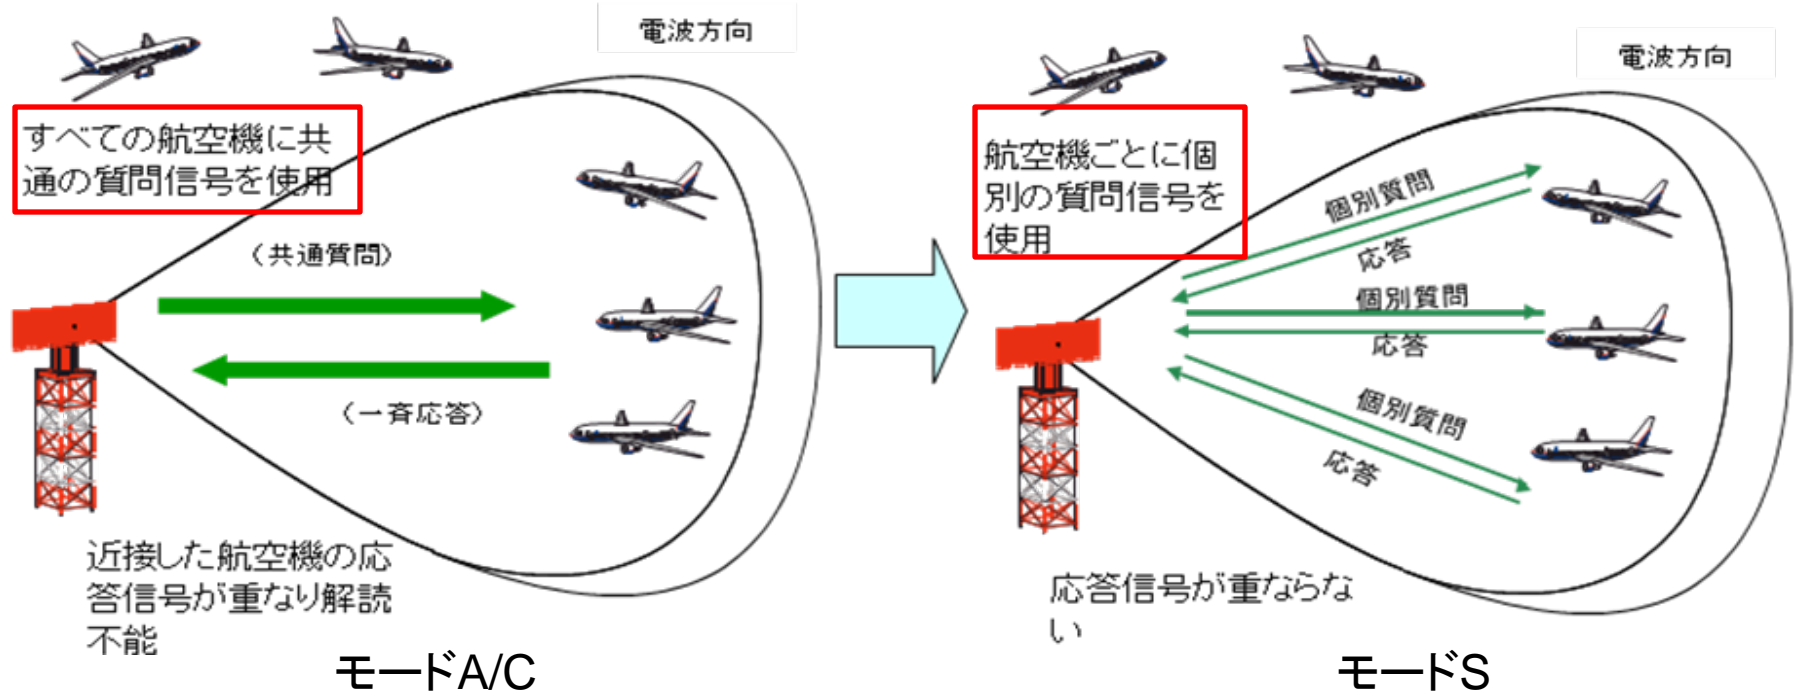 電波方向
すべての航空機に共
通の質問信号を使用
（共通質問）
（一斉応答）
近接した航空機の応
答信号が重なり解読
不能
モードA/C
電波方向
航空機ごとに個
別の質問信号を
使用
個別質問
応答
個別質問
応答
個別質問
応答
応答信号が重ならな
い
モードS